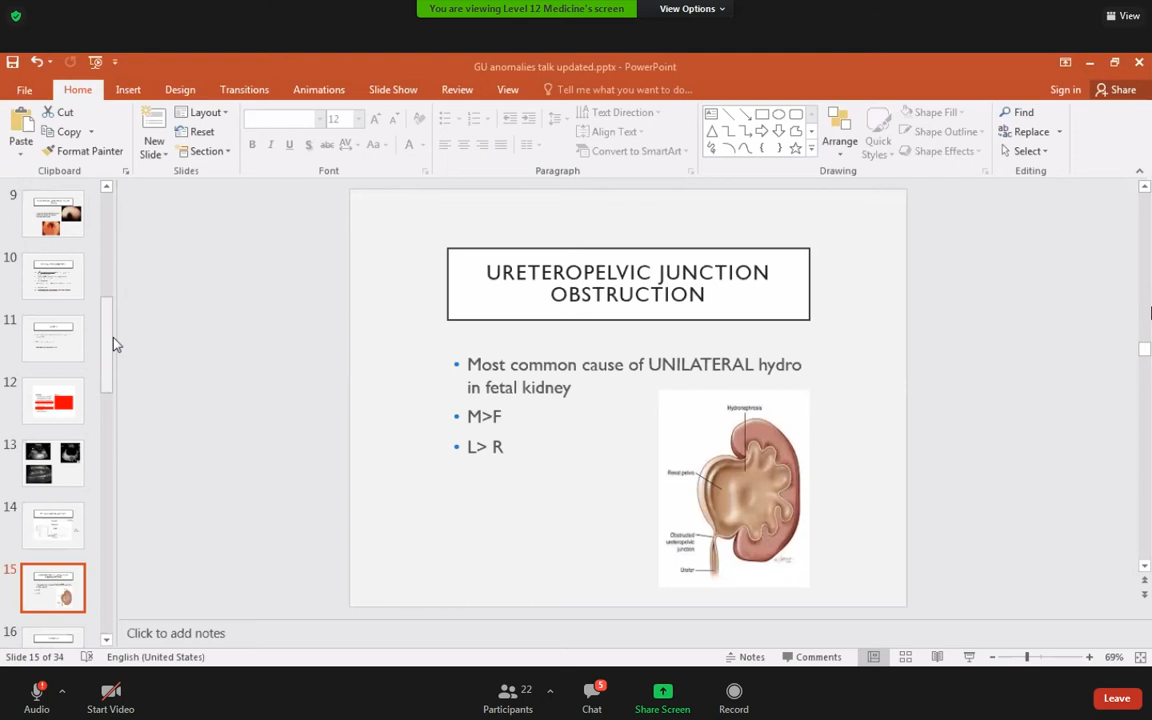 You are viewing Level 12 Medicine's screen
View Options
View
GU anomalies talk updated.pptx - PowerPoint
File
Home
Insert
Design
Transitions
Animations
Slide Show
Review
View
Tell me what you want to do...
Sign in
Share
Paste
Cut
Copy
Format Painter
Clipboard
New
Slide
Layout
Reset
Section
Slides
12
B I U S abc AV Aa A
Font
Text Direction
Align Text
Convert to SmartArt
Paragraph
Arrange
Quick
Styles
Shape Fill
Shape Outline
Shape Effects
Drawing
Find
Replace
Select
Editing
9
10
11
12
13
14
15
16
URETEROPELVIC JUNCTION
OBSTRUCTION
• Most common cause of UNILATERAL hydro
in fetal kidney
• M>F
• L> R
Hydronephrosis
Renal pelvis
Obstructed
ureteropelvic
junction
Ureter
Click to add notes
Slide 15 of 34
English (United States)
Notes
Comments
69%
Audio
Start Video
Participants
22
Chat
5
Share Screen
Record
Leave